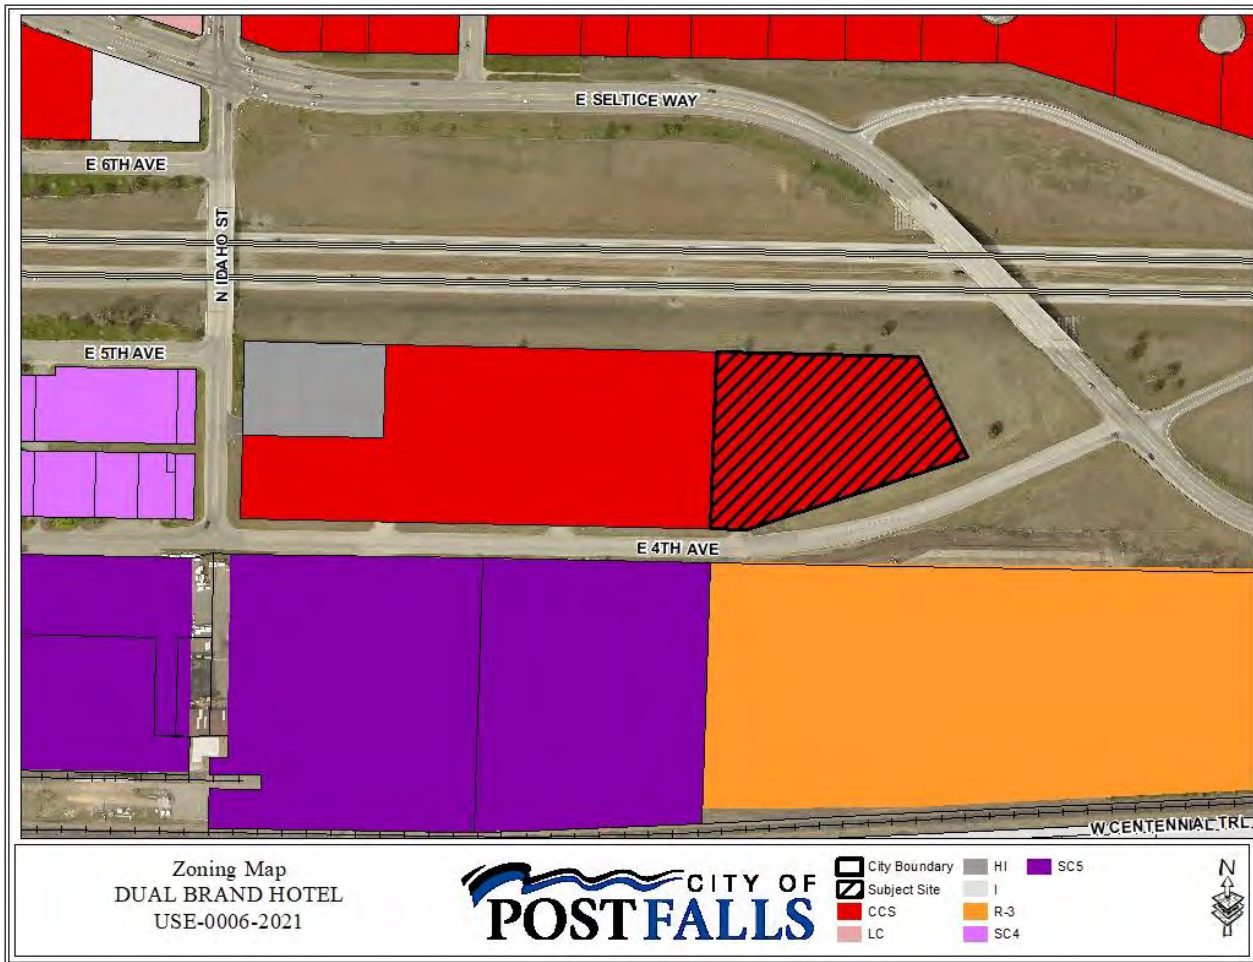 E SELTICE WAY
E 6TH AVE
N IDAHO ST
E 5TH AVE
E 4TH AVE
W CENTENNIAL TRL
Zoning Map
DUAL BRAND HOTEL
USE-0006-2021
CITY OF
POST FALLS
City Boundary
Subject Site
CCS
LC
HI
I
R-3
SC4
SC5
N